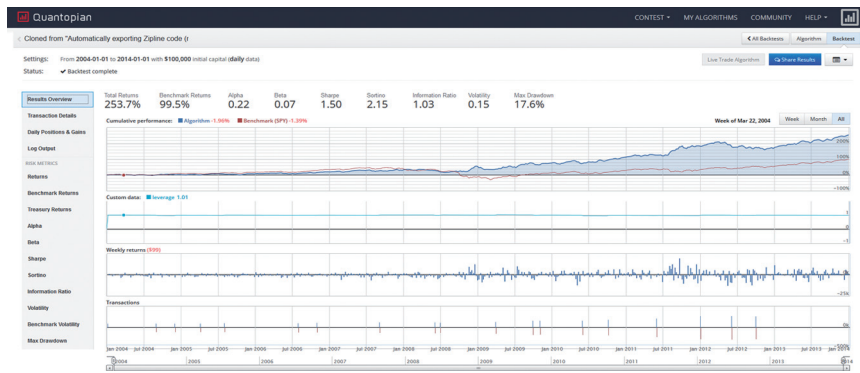 Quantopian
CONTEST MY ALGORITHMS COMMUNITY HELP
Cloned from "Automatically exporting Zipline code (r
All Backtests Algorithm Backtest
Settings: From 2004-01-01 to 2014-01-01 with $100,000 initial capital (daily data)
Status: Backtest complete
Live Trade Algorithm Share Results
Results Overview
Transaction Details
Daily Positions & Gains
Log Output
RISK METRICS
Returns
Benchmark Returns
Treasury Returns
Alpha
Beta
Sharpe
Sortino
Information Ratio
Volatility
Benchmark Volatility
Max Drawdown
Total Returns Benchmark Returns Alpha Beta Sharpe Sortino Information Ratio Volatility Max Drawdown
253.7% 99.5% 0.22 0.07 1.50 2.15 1.03 0.15 17.6%
Cumulative performance: Algorithm -1.96% Benchmark (SPY) -1.39%
Week of Mar 22, 2004 Week Month All
200%
100%
0%
-100%
Custom data: leverage 1.01
1
0
-1
Weekly returns ($99)
0k
-25k
Transactions
0k
-500k
Jan 2004 Jul 2004 Jan 2005 Jul 2005 Jan 2006 Jul 2006 Jan 2007 Jul 2007 Jan 2008 Jul 2008 Jan 2009 Jul 2009 Jan 2010 Jul 2010 Jan 2011 Jul 2011 Jan 2012 Jul 2012 Jan 2013 Jul 2013 Jan 2014
2004 2005 2006 2007 2008 2009 2010 2011 2012 2013 2014